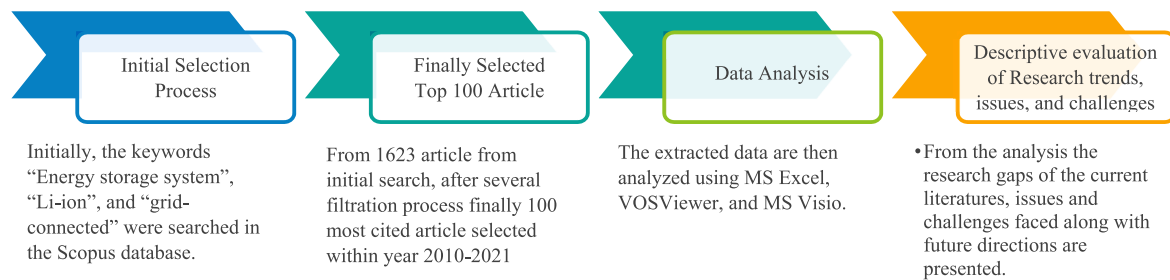 Initial Selection
Process
Initially, the keywords
“Energy storage system”,
“Li-ion”, and “grid-
connected” were searched in
the Scopus database.
Finally Selected
Top 100 Article
From 1623 article from
initial search, after several
filtration process finally 100
most cited article selected
within year 2010-2021
Data Analysis
The extracted data are then
analyzed using MS Excel,
VOSViewer, and MS Visio.
Descriptive evaluation
of Research trends,
issues, and challenges
•From the analysis the
research gaps of the current
literatures, issues and
challenges faced along with
future directions are
presented.